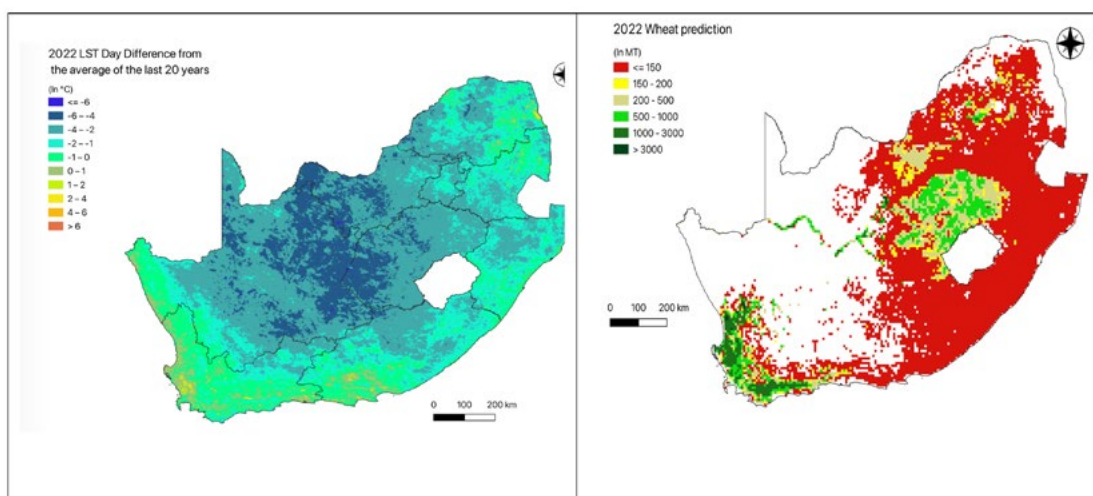 2022 LST Day Difference from
the average of the last 20 years
(In °C)
<= -6
-6 - -4
-4 - -2
-2 - -1
-1 - 0
0 - 1
1 - 2
2 - 4
4 - 6
> 6
0 100 200 km
2022 Wheat prediction
(In MT)
<= 150
150 - 200
200 - 500
500 - 1000
1000 - 3000
> 3000
0 100 200 km